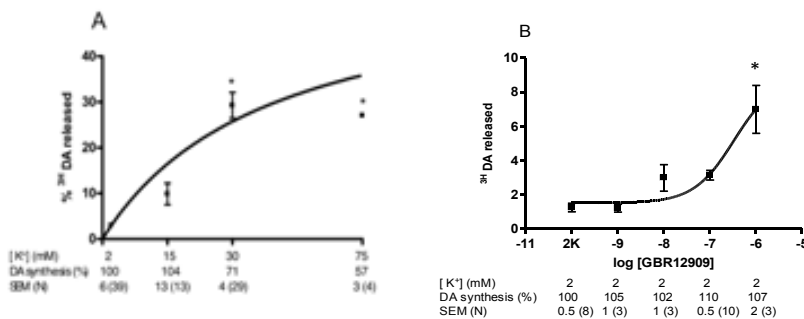 A
% ³ᴴ DA released
40
30
20
10
0
*
*
2 15 30 75
[K⁺] (mM)
DA synthesis (%) 100 104 71 57
SEM (N) 6 (39) 13 (13) 4 (29) 3 (4)
B
³ᴴ DA released
10
8
6
4
2
0
*
-11 2K -9 -8 -7 -6
log [GBR12909]
[K⁺] (mM) 2 2 2 2 2
DA synthesis (%) 100 105 102 110 107
SEM (N) 0.5 (8) 1 (3) 1 (3) 0.5 (10) 2 (3)